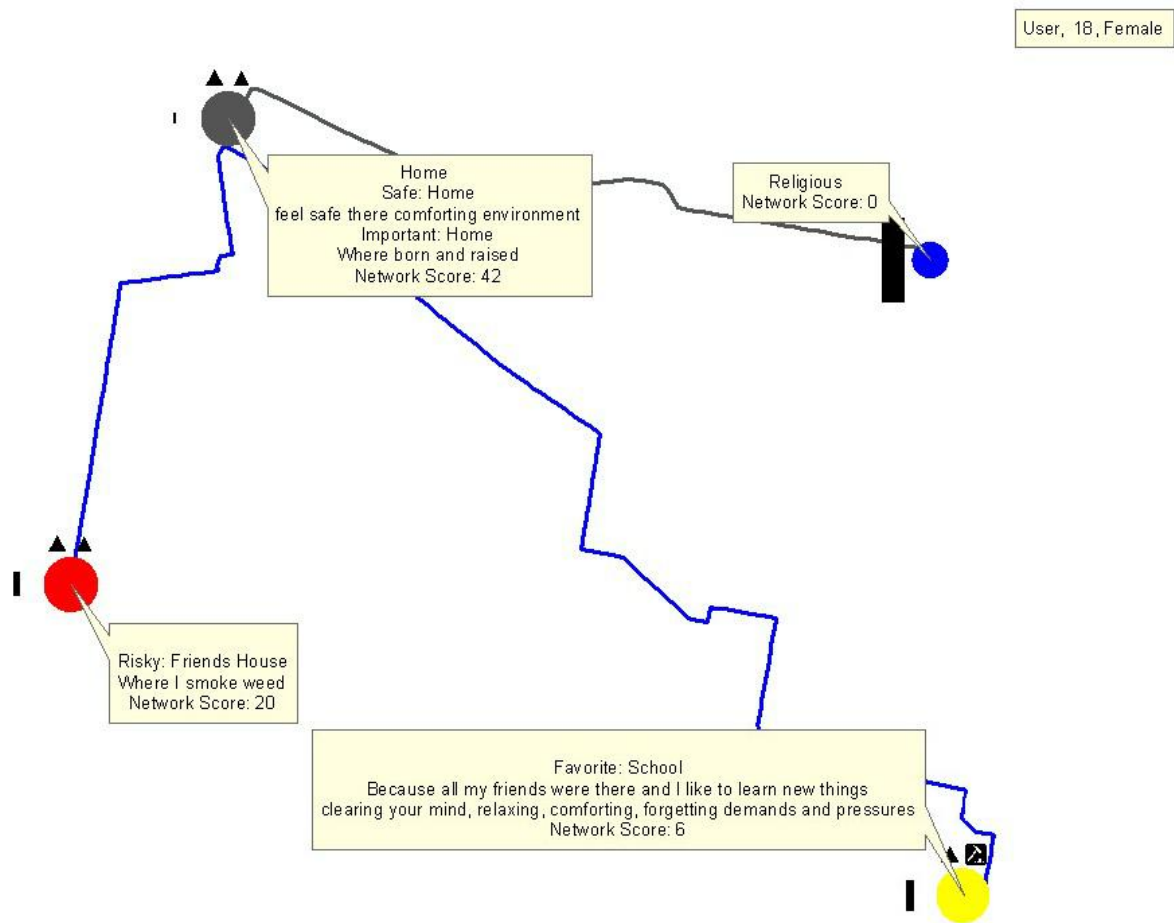 User, 18, Female
Home
Safe: Home
feel safe there comforting environment
Important: Home
Where born and raised
Network Score: 42
Religious
Network Score: 0
Risky: Friends House
Where I smoke weed
Network Score: 20
Favorite: School
Because all my friends were there and I like to learn new things
clearing your mind, relaxing, comforting, forgetting demands and pressures
Network Score: 6